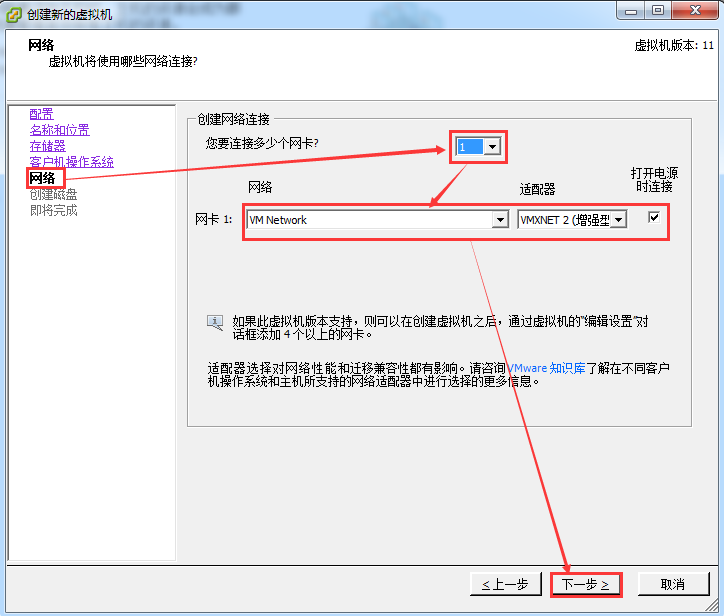 创建新的虚拟机
网络
虚拟机将使用哪些网络连接?
虚拟机版本: 11
配置
名称和位置
存储器
客户机操作系统
网络
创建磁盘
即将完成
创建网络连接
您要连接多少个网卡?
1
网络
适配器
打开电源
时连接
网卡 1:
VM Network
VMXNET 2 (增强型
如果此虚拟机版本支持，则可以在创建虚拟机之后，通过虚拟机的"编辑设置"对
话框添加 4 个以上的网卡。
适配器选择对网络性能和迁移兼容性都有影响。请咨询VMware 知识库了解在不同客户
机操作系统和主机所支持的网络适配器中进行选择的更多信息。
< 上一步
下一步 >
取消